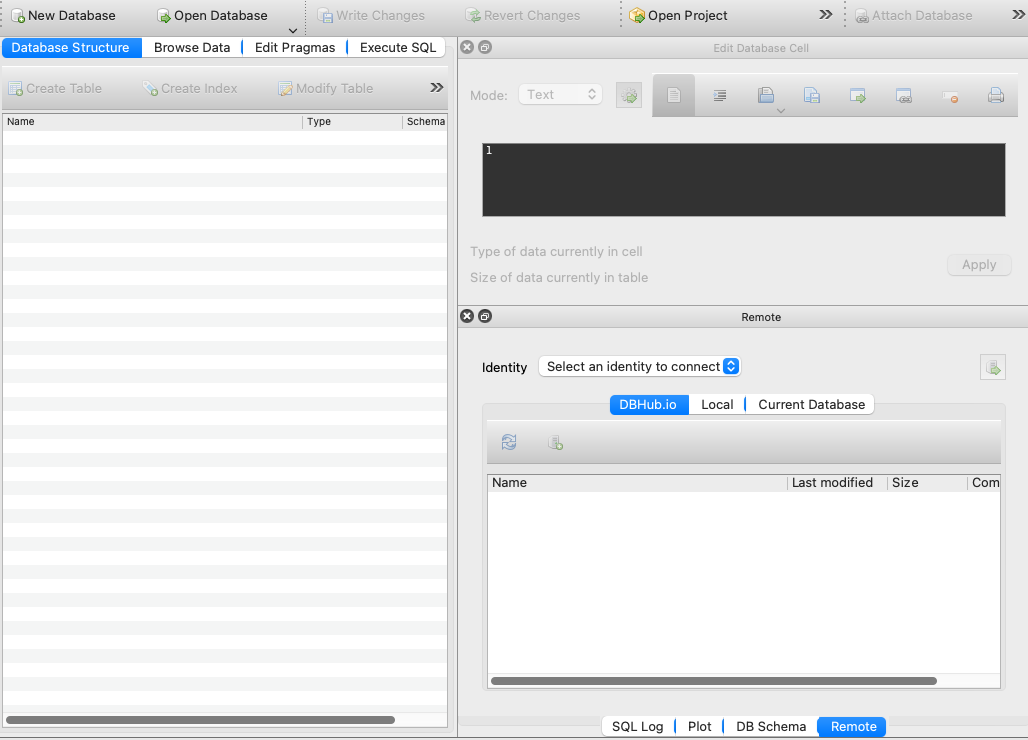 New Database Open Database Write Changes Revert Changes Open Project » Attach Database »
Database Structure Browse Data Edit Pragmas Execute SQL
Create Table Create Index Modify Table »
Name Type Schema
Edit Database Cell
Mode: Text
1
Type of data currently in cell
Size of data currently in table
Apply
Remote
Identity Select an identity to connect
DBHub.io Local Current Database
Name Last modified Size Com
SQL Log Plot DB Schema Remote